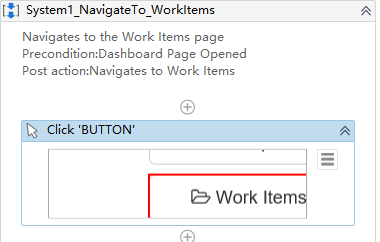 System1_NavigateTo_WorkItems
Navigates to the Work Items page
Precondition:Dashboard Page Opened
Post action:Navigates to Work Items
Click 'BUTTON'
Work Items